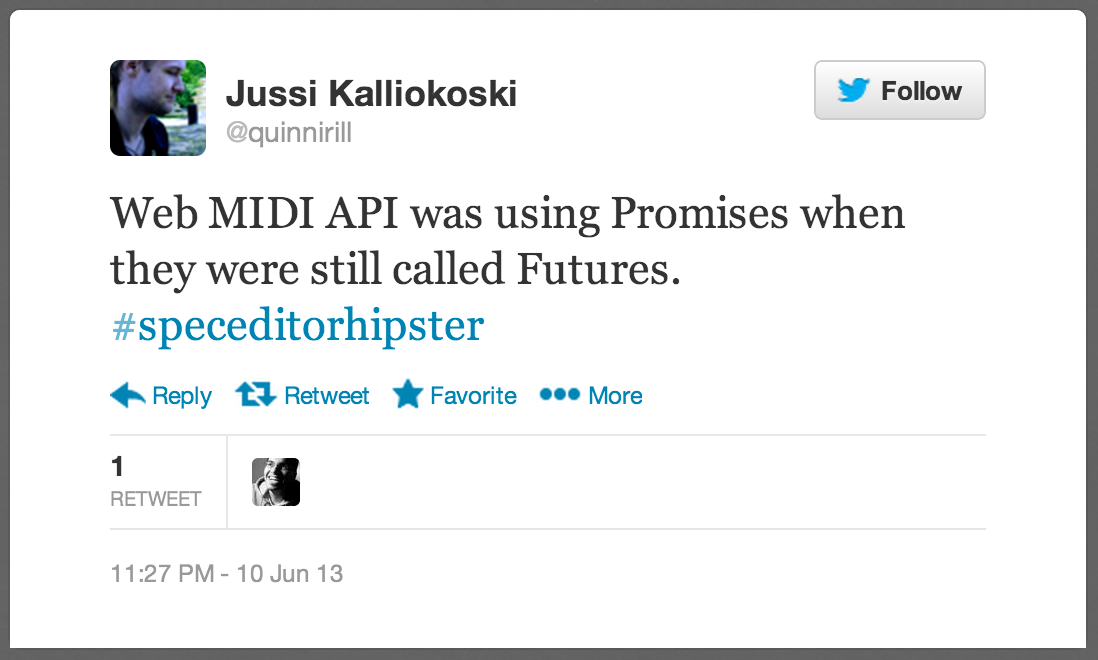 Jussi Kalliokoski
@quinnirill
Follow
Web MIDI API was using Promises when
they were still called Futures.
#speceditorhipster
Reply Retweet Favorite More
1
RETWEET
11:27 PM - 10 Jun 13